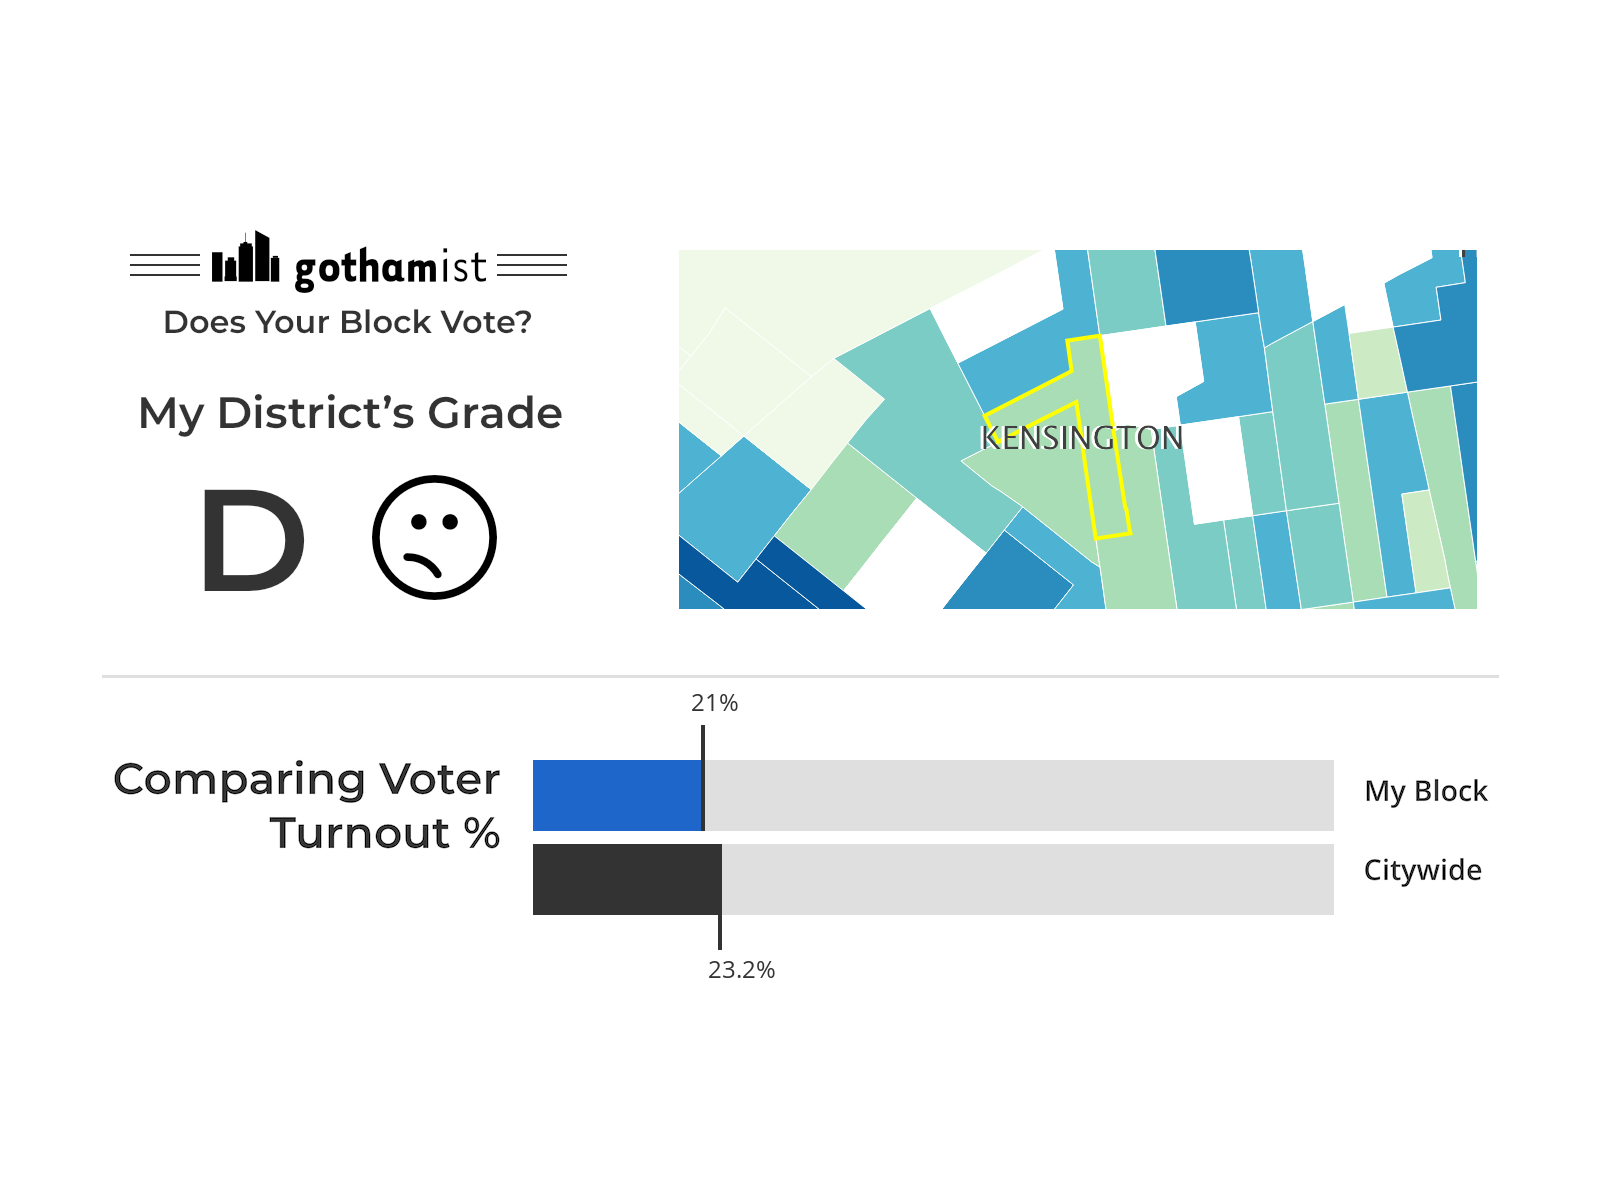 gothamist
Does Your Block Vote?
My District’s Grade
D
KENSINGTON
21%
Comparing Voter
Turnout %
My Block
Citywide
23.2%